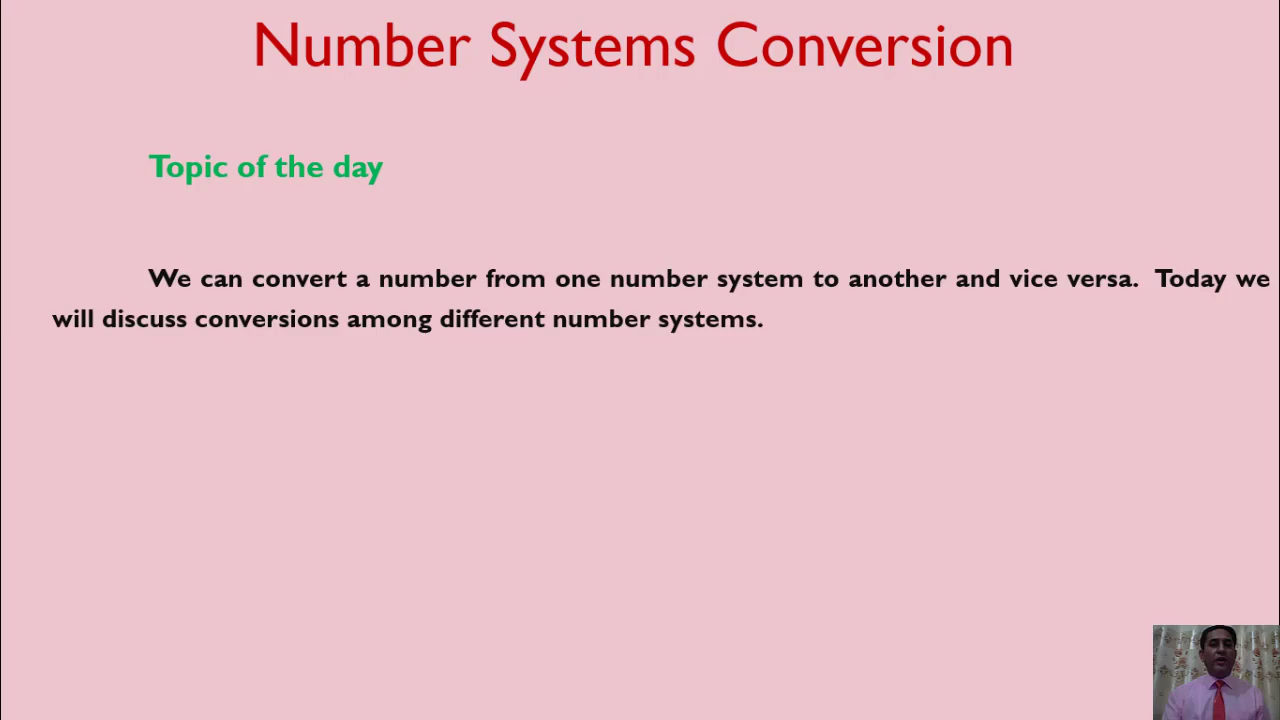 Number Systems Conversion
Topic of the day
We can convert a number from one number system to another and vice versa. Today we
will discuss conversions among different number systems.